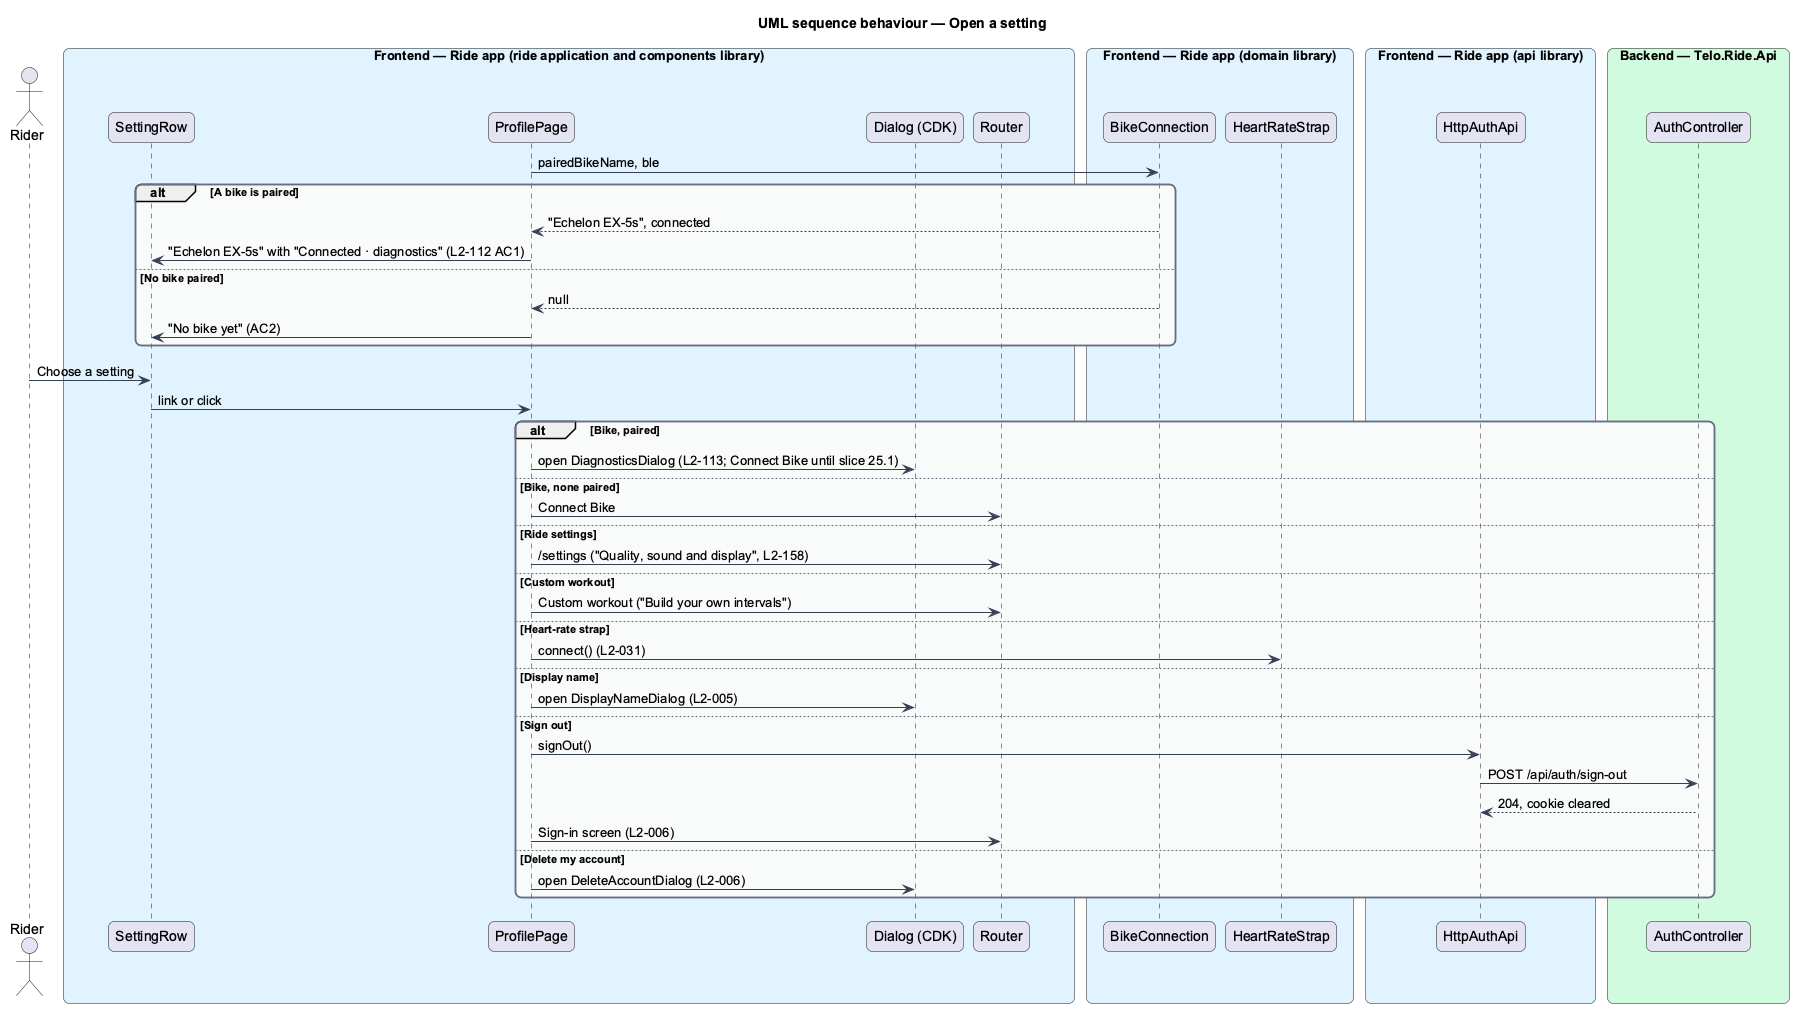 UML sequence behaviour — Open a setting
Frontend — Ride app (ride application and components library)
Frontend — Ride app (domain library)
Frontend — Ride app (api library)
Backend — Telo.Ride.Api
Rider
SettingRow
ProfilePage
Dialog (CDK)
Router
BikeConnection
HeartRateStrap
HttpAuthApi
AuthController
pairedBikeName, ble
alt
[A bike is paired]
"Echelon EX-5s", connected
"Echelon EX-5s" with "Connected · diagnostics" (L2-112 AC1)
[No bike paired]
null
"No bike yet" (AC2)
Choose a setting
link or click
alt
[Bike, paired]
open DiagnosticsDialog (L2-113; Connect Bike until slice 25.1)
[Bike, none paired]
Connect Bike
[Ride settings]
/settings ("Quality, sound and display", L2-158)
[Custom workout]
Custom workout ("Build your own intervals")
[Heart-rate strap]
connect() (L2-031)
[Display name]
open DisplayNameDialog (L2-005)
[Sign out]
signOut()
POST /api/auth/sign-out
204, cookie cleared
Sign-in screen (L2-006)
[Delete my account]
open DeleteAccountDialog (L2-006)
Rider
SettingRow
ProfilePage
Dialog (CDK)
Router
BikeConnection
HeartRateStrap
HttpAuthApi
AuthController